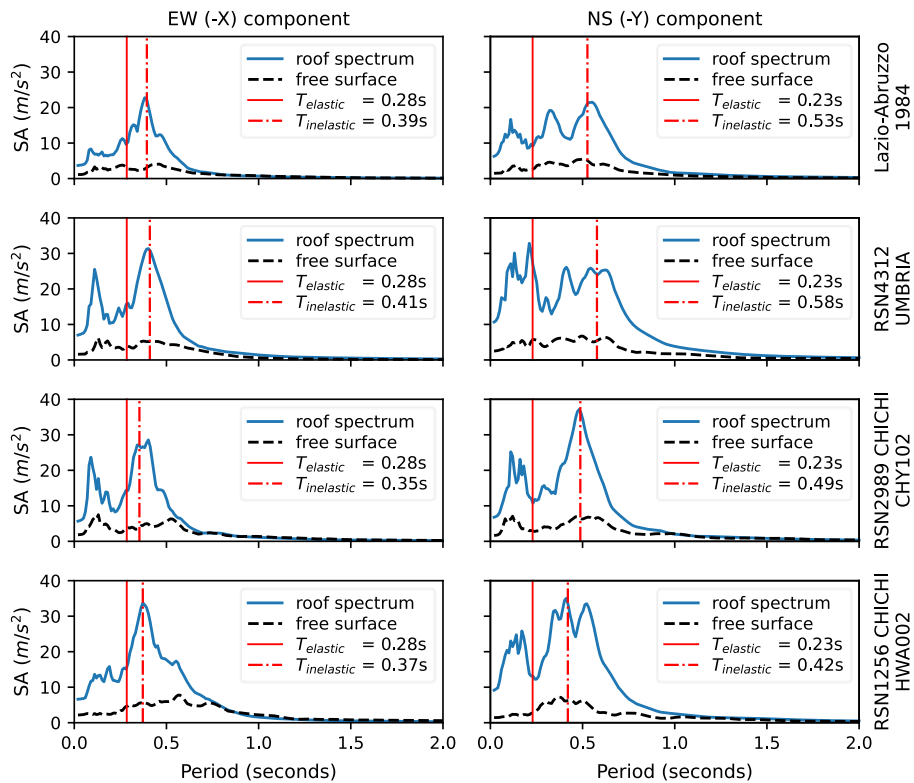 EW (-X) component
NS (-Y) component
40
30
20
10
0
SA (m/s²)
roof spectrum
free surface
T_elastic = 0.28s
T_inelastic = 0.39s
roof spectrum
free surface
T_elastic = 0.23s
T_inelastic = 0.53s
Lazio-Abruzzo
1984
40
30
20
10
0
SA (m/s²)
roof spectrum
free surface
T_elastic = 0.28s
T_inelastic = 0.41s
roof spectrum
free surface
T_elastic = 0.23s
T_inelastic = 0.58s
RSN4312
UMBRIA
40
30
20
10
0
SA (m/s²)
roof spectrum
free surface
T_elastic = 0.28s
T_inelastic = 0.35s
roof spectrum
free surface
T_elastic = 0.23s
T_inelastic = 0.49s
RSN2989 CHICHI
CHY102
40
30
20
10
0
SA (m/s²)
roof spectrum
free surface
T_elastic = 0.28s
T_inelastic = 0.37s
roof spectrum
free surface
T_elastic = 0.23s
T_inelastic = 0.42s
RSN1256 CHICHI
HWA002
0.0 0.5 1.0 1.5 2.0
0.0 0.5 1.0 1.5 2.0
Period (seconds)
Period (seconds)